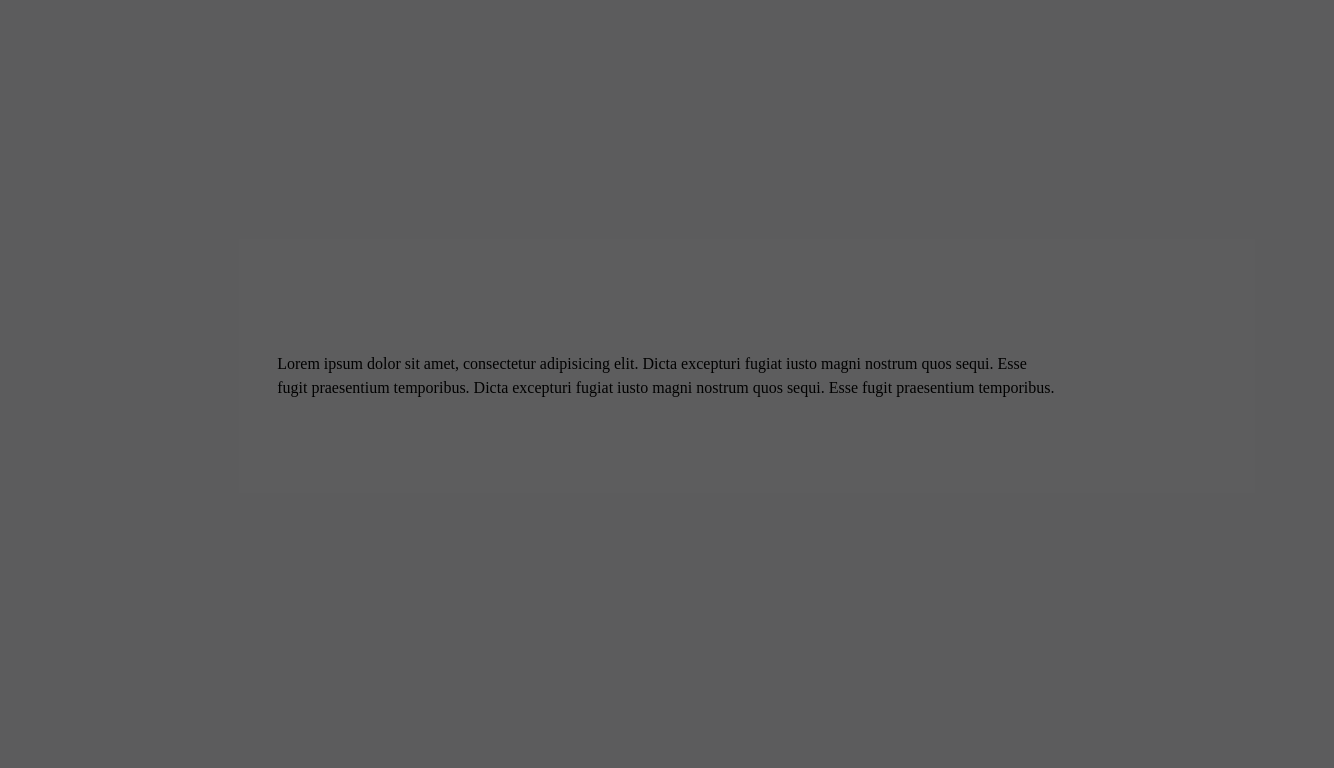 Lorem ipsum dolor sit amet, consectetur adipisicing elit. Dicta excepturi fugiat iusto magni nostrum quos sequi. Esse
fugit praesentium temporibus. Dicta excepturi fugiat iusto magni nostrum quos sequi. Esse fugit praesentium temporibus.